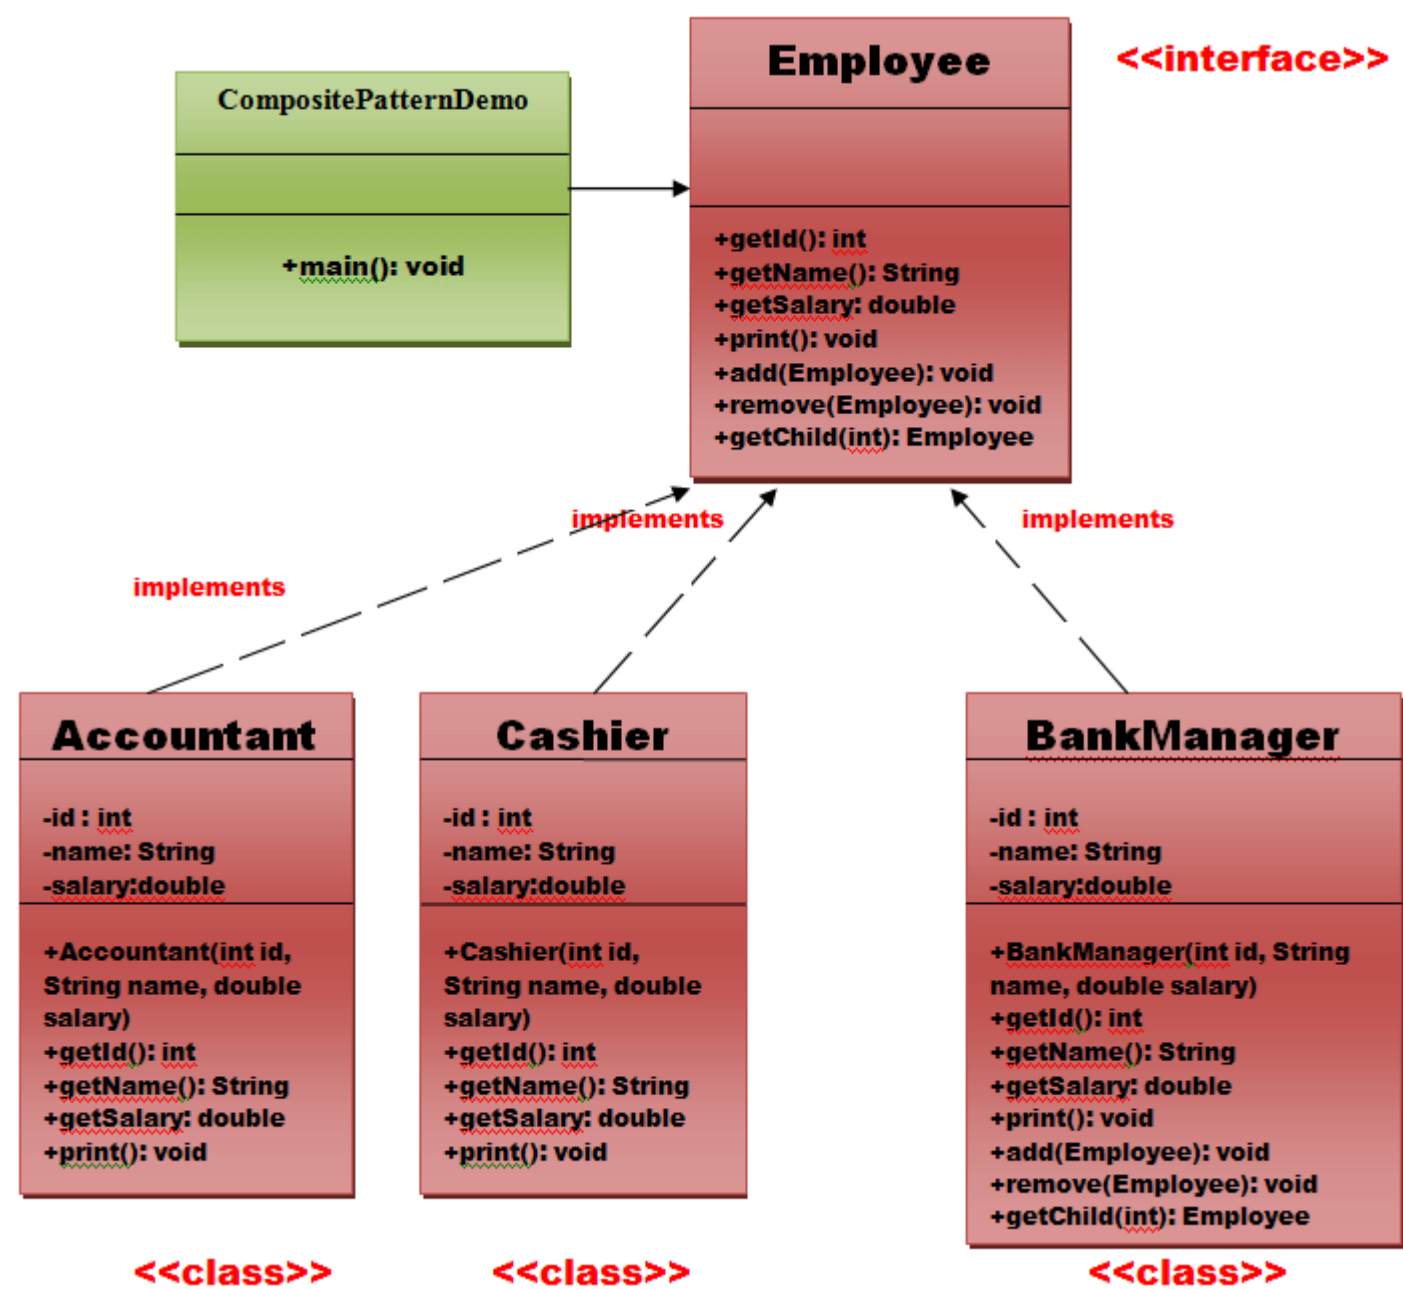 Employee
<<interface>>
CompositePatternDemo
+main(): void
+getId(): int
+getName(): String
+getSalary: double
+print(): void
+add(Employee): void
+remove(Employee): void
+getChild(int): Employee
implements
implements
implements
Accountant
-id : int
-name: String
-salary:double
+Accountant(int id,
String name, double
salary)
+getId(): int
+getName(): String
+getSalary: double
+print(): void
<<class>>
Cashier
-id : int
-name: String
-salary:double
+Cashier(int id,
String name, double
salary)
+getId(): int
+getName(): String
+getSalary: double
+print(): void
<<class>>
BankManager
-id : int
-name: String
-salary:double
+BankManager(int id, String
name, double salary)
+getId(): int
+getName(): String
+getSalary: double
+print(): void
+add(Employee): void
+remove(Employee): void
+getChild(int): Employee
<<class>>